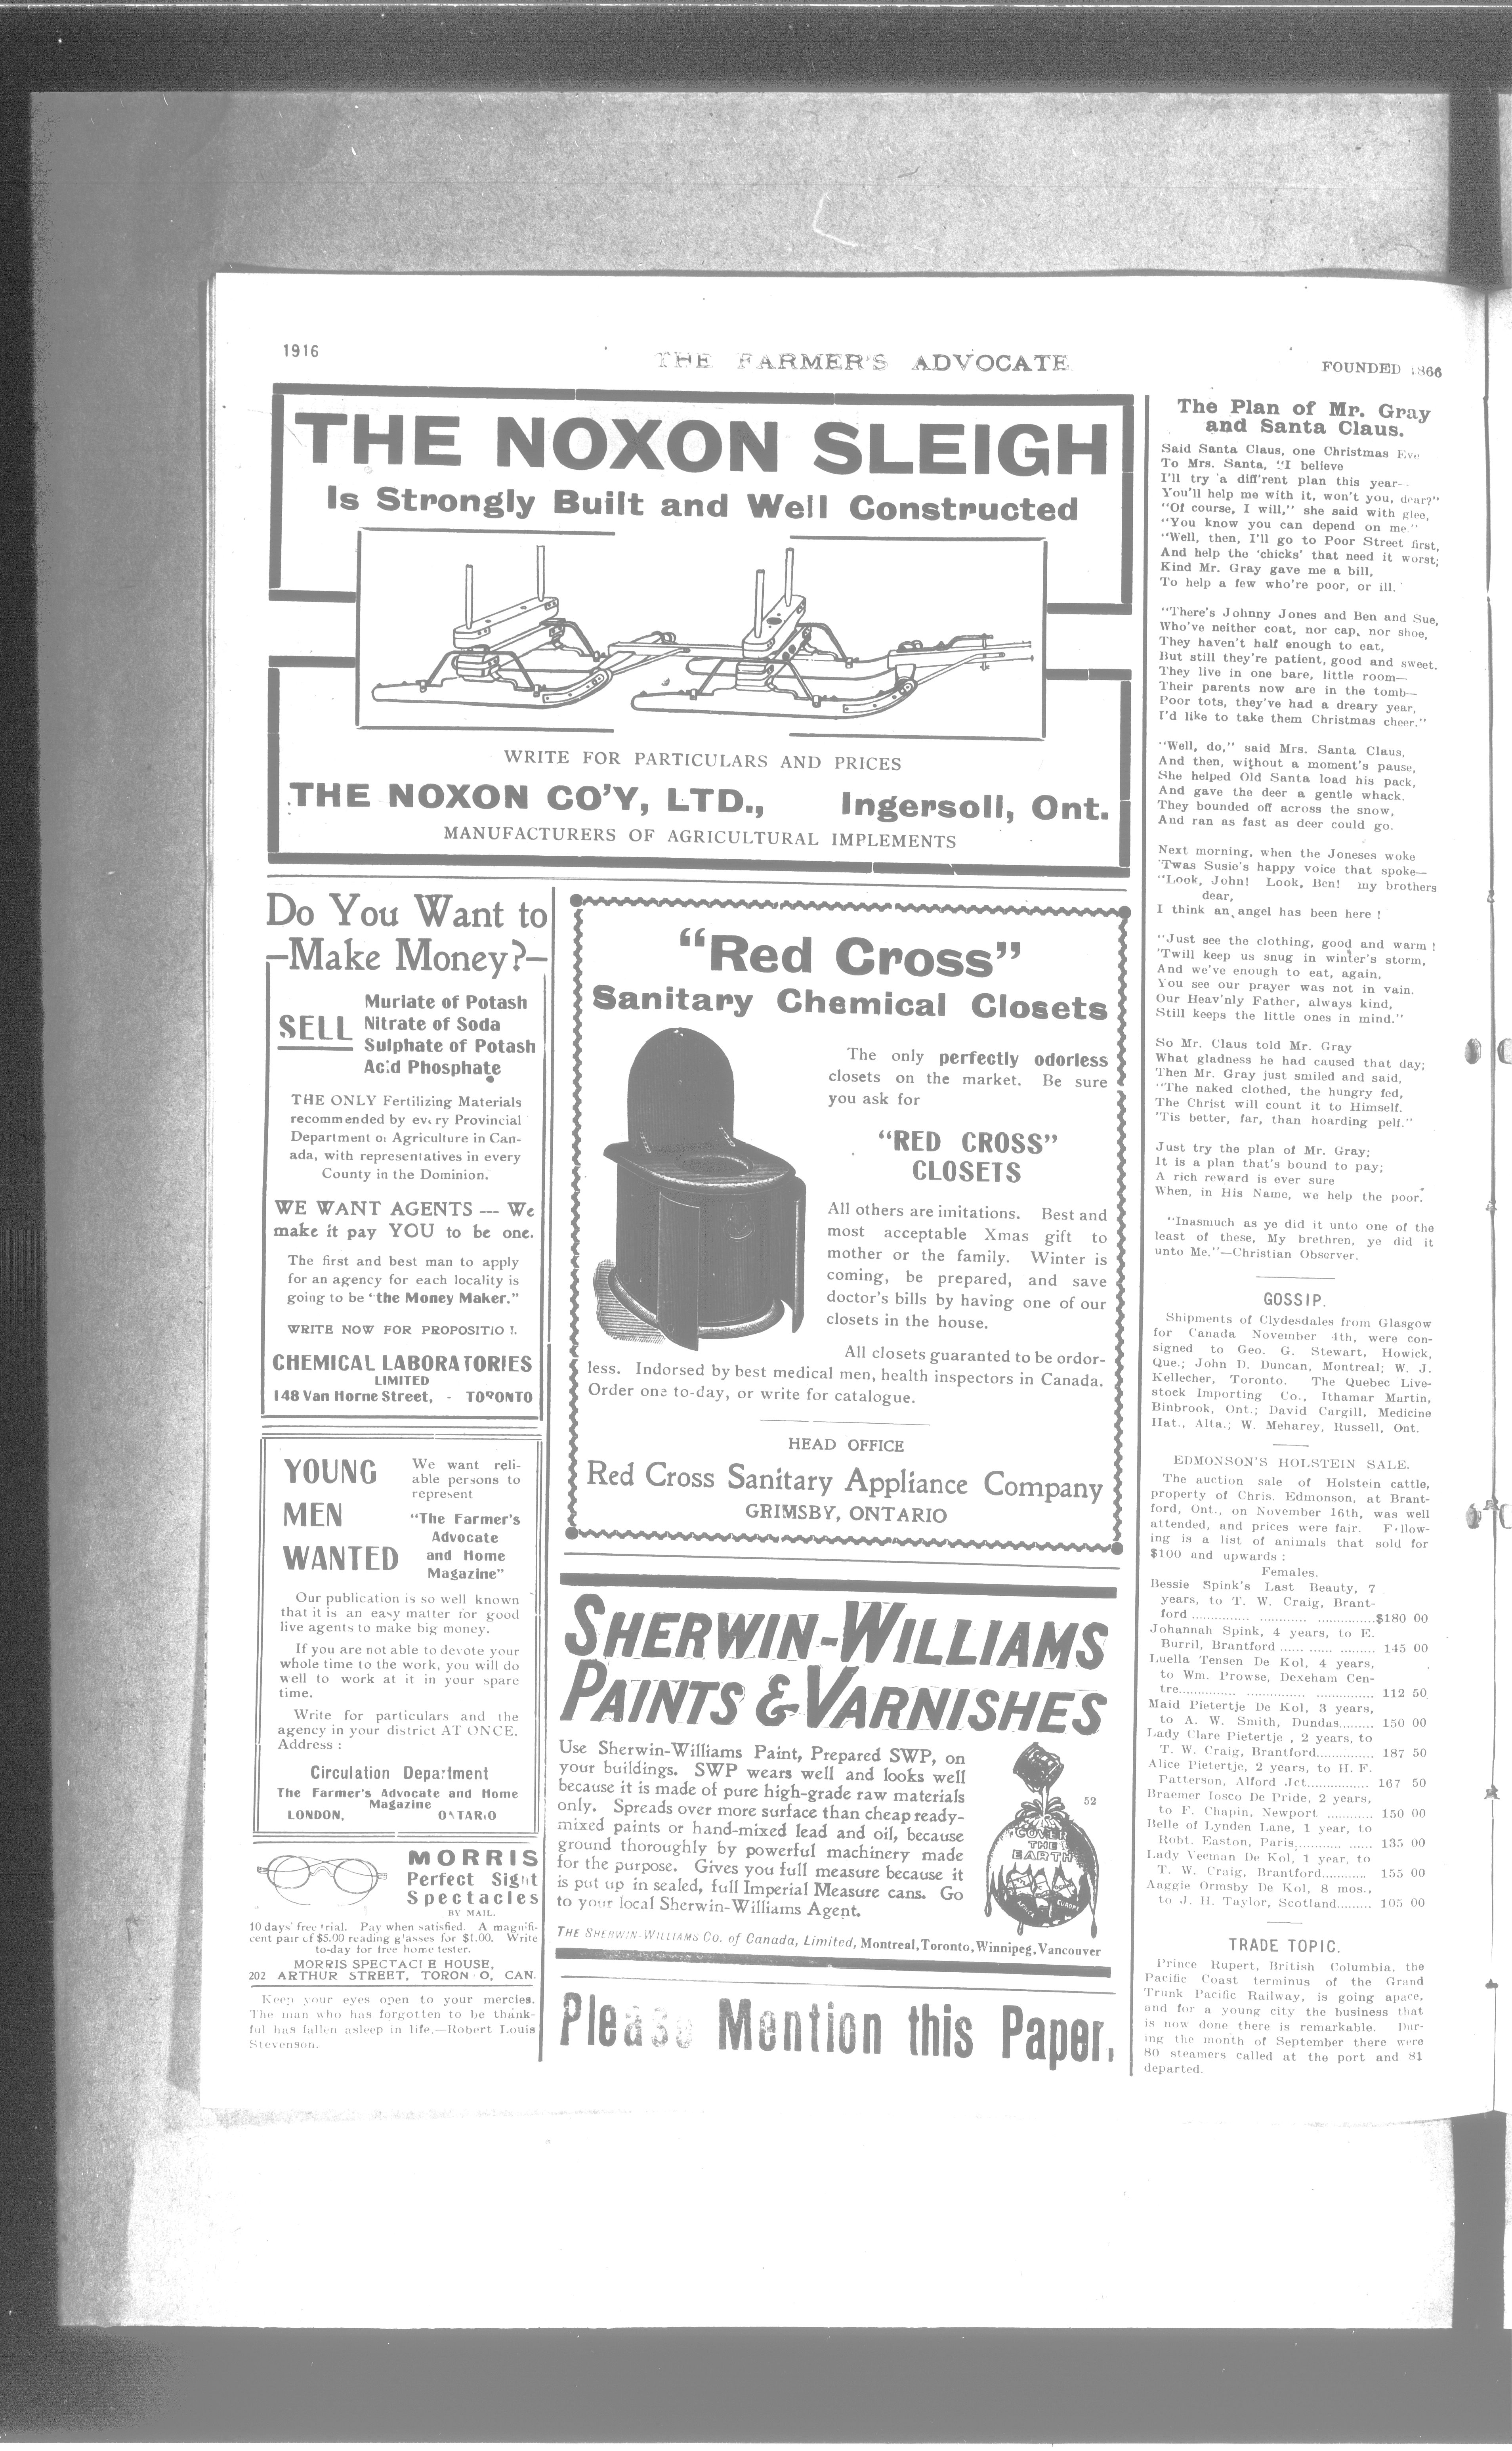 1916
THE FARMER'S ADVOCATE
FOUNDED 1866
THE NOXON SLEIGH
Is Strongly Built and Well Constructed
WRITE FOR PARTICULARS AND PRICES
THE NOXON CO'Y, LTD., Ingersoll, Ont.
MANUFACTURERS OF AGRICULTURAL IMPLEMENTS
Do You Want to
—Make Money?—
SELL
Muriate of Potash
Nitrate of Soda
Sulphate of Potash
Acid Phosphate
THE ONLY Fertilizing Materials
recommended by every Provincial
Department of Agriculture in Can-
ada, with representatives in every
County in the Dominion.
WE WANT AGENTS --- We
make it pay YOU to be one.
The first and best man to apply
for an agency for each locality is
going to be "the Money Maker."
WRITE NOW FOR PROPOSITION.
CHEMICAL LABORATORIES
LIMITED
148 Van Horne Street, - TORONTO
YOUNG
MEN
WANTED
We want reli-
able persons to
represent
"The Farmer's
Advocate
and Home
Magazine"
Our publication is so well known
that it is an easy matter for good
live agents to make big money.
If you are not able to devote your
whole time to the work, you will do
well to work at it in your spare
time.
Write for particulars and the
agency in your district AT ONCE.
Address :
Circulation Department
The Farmer's Advocate and Home
Magazine
LONDON, ONTARIO
MORRIS
Perfect Sight
Spectacles
BY MAIL.
10 days' free trial. Pay when satisfied. A magnifi-
cent pair of $5.00 reading glasses for $1.00. Write
to-day for free home tester.
MORRIS SPECTACLE HOUSE,
202 ARTHUR STREET, TORONTO, CAN.
Keep your eyes open to your mercies.
The man who has forgotten to be thank-
ful has fallen asleep in life.—Robert Louis
Stevenson.
"Red Cross"
Sanitary Chemical Closets
The only perfectly odorless
closets on the market. Be sure
you ask for
"RED CROSS"
CLOSETS
All others are imitations. Best and
most acceptable Xmas gift to
mother or the family. Winter is
coming, be prepared, and save
doctor's bills by having one of our
closets in the house.
All closets guaranted to be ordor-
less. Indorsed by best medical men, health inspectors in Canada.
Order one to-day, or write for catalogue.
HEAD OFFICE
Red Cross Sanitary Appliance Company
GRIMSBY, ONTARIO
SHERWIN-WILLIAMS
PAINTS & VARNISHES
Use Sherwin-Williams Paint, Prepared SWP, on
your buildings. SWP wears well and looks well
because it is made of pure high-grade raw materials
only. Spreads over more surface than cheap ready-
mixed paints or hand-mixed lead and oil, because
ground thoroughly by powerful machinery made
for the purpose. Gives you full measure because it
is put up in sealed, full Imperial Measure cans. Go
to your local Sherwin-Williams Agent.
52
COVER
THE
EARTH
AFRICA
EUROPE
THE SHERWIN-WILLIAMS CO. of Canada, Limited, Montreal, Toronto, Winnipeg, Vancouver
Please Mention this Paper.
The Plan of Mr. Gray
and Santa Claus.
Said Santa Claus, one Christmas Eve
To Mrs. Santa, "I believe
I'll try a diff'rent plan this year—
You'll help me with it, won't you, dear?"
"Of course, I will," she said with glee,
"You know you can depend on me."
"Well, then, I'll go to Poor Street first,
And help the 'chicks' that need it worst;
Kind Mr. Gray gave me a bill,
To help a few who're poor, or ill.
"There's Johnny Jones and Ben and Sue,
Who've neither coat, nor cap, nor shoe,
They haven't half enough to eat,
But still they're patient, good and sweet.
They live in one bare, little room—
Their parents now are in the tomb—
Poor tots, they've had a dreary year,
I'd like to take them Christmas cheer."
"Well, do," said Mrs. Santa Claus,
And then, without a moment's pause,
She helped Old Santa load his pack,
And gave the deer a gentle whack.
They bounded off across the snow,
And ran as fast as deer could go.
Next morning, when the Joneses woke
'Twas Susie's happy voice that spoke—
"Look, John! Look, Ben! my brothers
dear,
I think an angel has been here !
"Just see the clothing, good and warm !
'Twill keep us snug in winter's storm,
And we've enough to eat, again,
You see our prayer was not in vain.
Our Heav'nly Father, always kind,
Still keeps the little ones in mind."
So Mr. Claus told Mr. Gray
What gladness he had caused that day;
Then Mr. Gray just smiled and said,
"The naked clothed, the hungry fed,
The Christ will count it to Himself.
'Tis better, far, than hoarding pelf."
Just try the plan of Mr. Gray;
It is a plan that's bound to pay;
A rich reward is ever sure
When, in His Name, we help the poor.
"Inasmuch as ye did it unto one of the
least of these, My brethren, ye did it
unto Me."—Christian Observer.
GOSSIP.
Shipments of Clydesdales from Glasgow
for Canada November 4th, were con-
signed to Geo. G. Stewart, Howick,
Que.; John D. Duncan, Montreal; W. J.
Kellecher, Toronto. The Quebec Live-
stock Importing Co., Ithamar Martin,
Binbrook, Ont.; David Cargill, Medicine
Hat., Alta.; W. Meharey, Russell, Ont.
EDMONSON'S HOLSTEIN SALE.
The auction sale of Holstein cattle,
property of Chris. Edmonson, at Brant-
ford, Ont., on November 16th, was well
attended, and prices were fair. Follow-
ing is a list of animals that sold for
$100 and upwards :
Females.
Bessie Spink's Last Beauty, 7
years, to T. W. Craig, Brant-
ford .............. $180 00
Johannah Spink, 4 years, to E.
Burril, Brantford .............. 145 00
Luella Tensen De Kol, 4 years,
to Wm. Prowse, Dexeham Cen-
tre .............. 112 50
Maid Pietertje De Kol, 3 years,
to A. W. Smith, Dundas......... 150 00
Lady Clare Pietertje , 2 years, to
T. W. Craig, Brantford.............. 187 50
Alice Pietertje, 2 years, to H. F.
Patterson, Alford Jct............... 167 50
Braemer Iosco De Pride, 2 years,
to F. Chapin, Newport ........... 150 00
Belle of Lynden Lane, 1 year, to
Robt. Easton, Paris.............. 135 00
Lady Veeman De Kol, 1 year, to
T. W. Craig, Brantford........... 155 00
Aaggie Ormsby De Kol, 8 mos.,
to J. H. Taylor, Scotland......... 105 00
TRADE TOPIC.
Prince Rupert, British Columbia, the
Pacific Coast terminus of the Grand
Trunk Pacific Railway, is going apace,
and for a young city the business that
is now done there is remarkable. Dur-
ing the month of September there were
80 steamers called at the port and 81
departed.